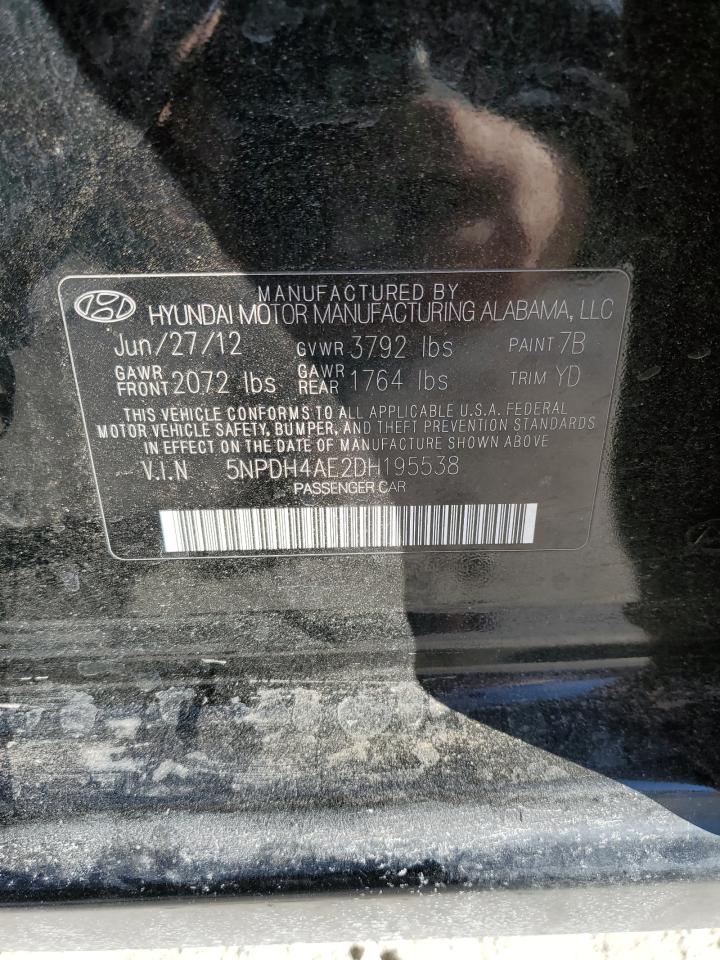 MANUFACTURED BY
HYUNDAI MOTOR MANUFACTURING ALABAMA, LLC
Jun/27/12 GVWR 3792 lbs PAINT 7B
GAWR FRONT 2072 lbs GAWR REAR 1764 lbs TRIM YD
THIS VEHICLE CONFORMS TO ALL APPLICABLE U.S.A. FEDERAL
MOTOR VEHICLE SAFETY, BUMPER, AND THEFT PREVENTION STANDARDS
IN EFFECT ON THE DATE OF MANUFACTURE SHOWN ABOVE
V.I.N 5NPDH4AE2DH195538
PASSENGER CAR